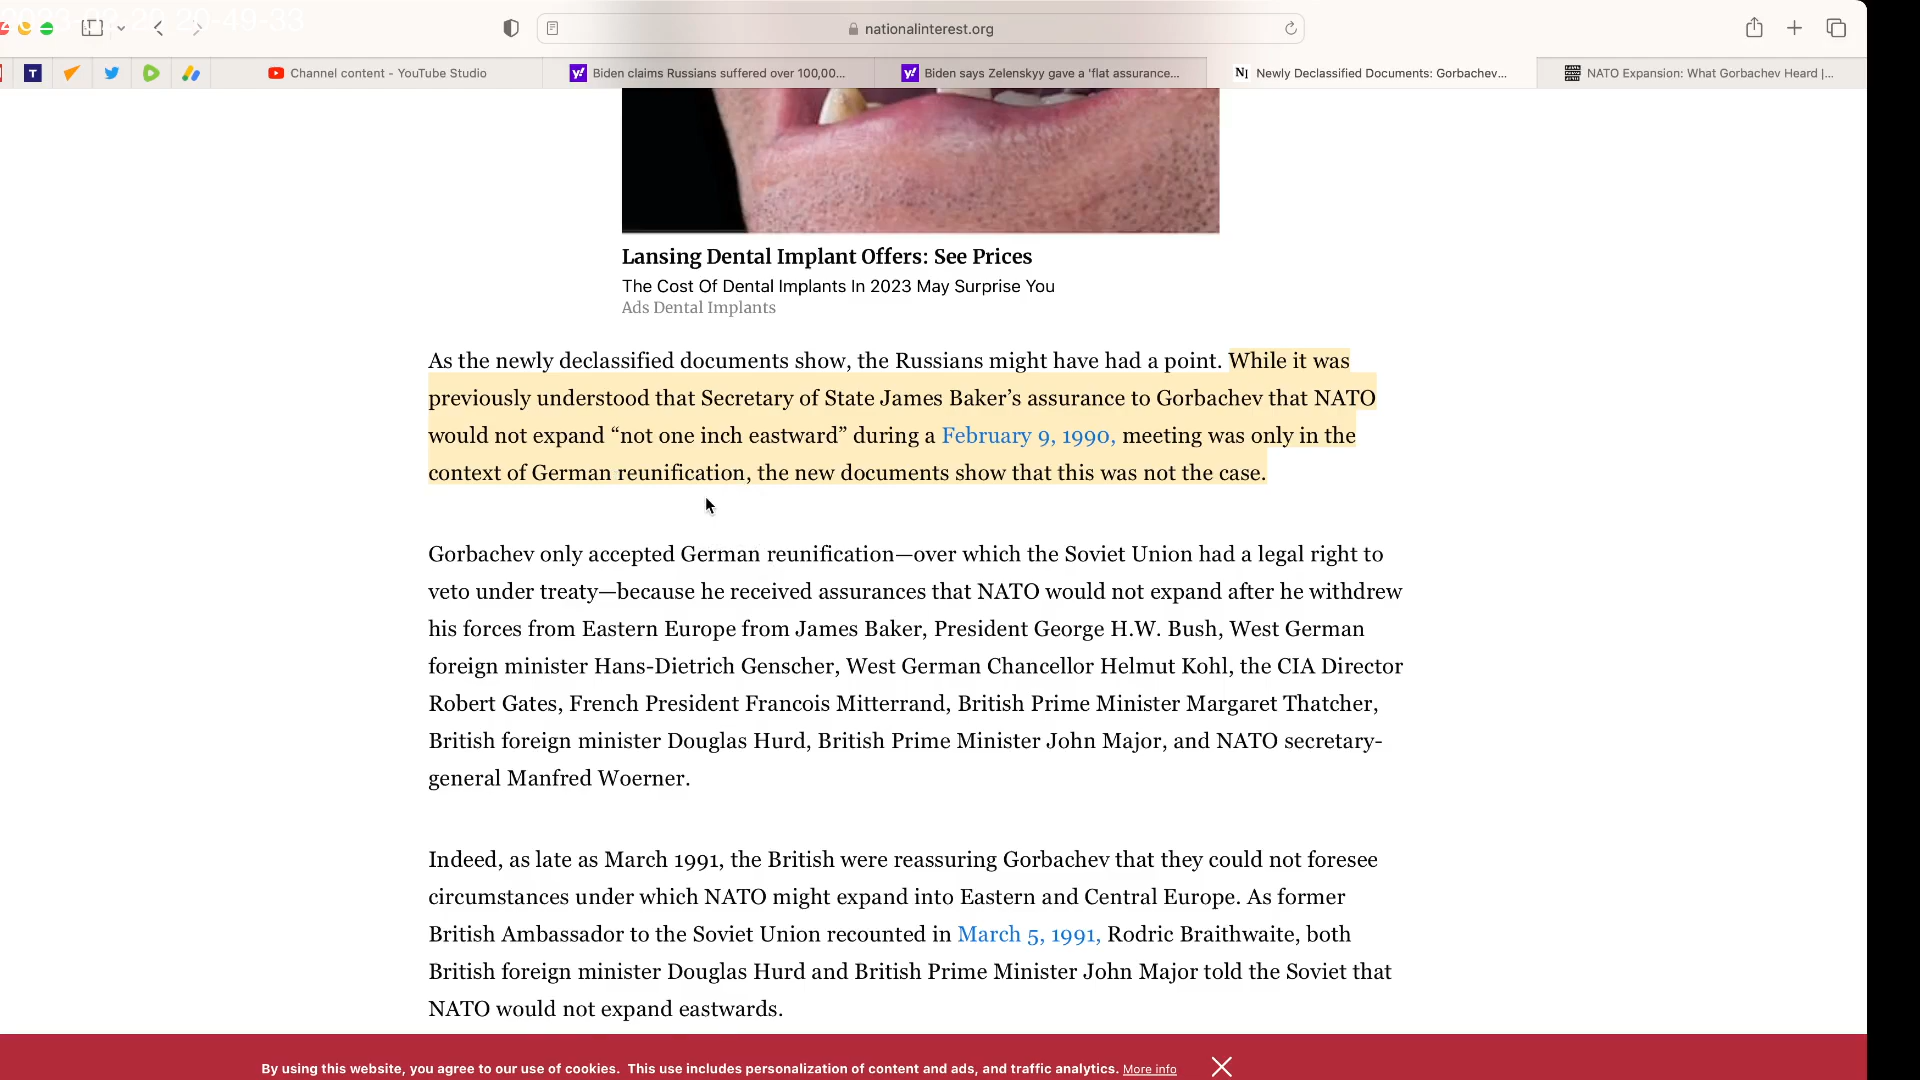 20-49-33
nationalinterest.org
T
Channel content - YouTube Studio
y! Biden claims Russians suffered over 100,00...
y! Biden says Zelenskyy gave a 'flat assurance...
NI Newly Declassified Documents: Gorbachev...
NATO Expansion: What Gorbachev Heard |...
Lansing Dental Implant Offers: See Prices
The Cost Of Dental Implants In 2023 May Surprise You
Ads Dental Implants
As the newly declassified documents show, the Russians might have had a point. While it was
previously understood that Secretary of State James Baker’s assurance to Gorbachev that NATO
would not expand “not one inch eastward” during a February 9, 1990, meeting was only in the
context of German reunification, the new documents show that this was not the case.
Gorbachev only accepted German reunification—over which the Soviet Union had a legal right to
veto under treaty—because he received assurances that NATO would not expand after he withdrew
his forces from Eastern Europe from James Baker, President George H.W. Bush, West German
foreign minister Hans-Dietrich Genscher, West German Chancellor Helmut Kohl, the CIA Director
Robert Gates, French President Francois Mitterrand, British Prime Minister Margaret Thatcher,
British foreign minister Douglas Hurd, British Prime Minister John Major, and NATO secretary-
general Manfred Woerner.
Indeed, as late as March 1991, the British were reassuring Gorbachev that they could not foresee
circumstances under which NATO might expand into Eastern and Central Europe. As former
British Ambassador to the Soviet Union recounted in March 5, 1991, Rodric Braithwaite, both
British foreign minister Douglas Hurd and British Prime Minister John Major told the Soviet that
NATO would not expand eastwards.
By using this website, you agree to our use of cookies. This use includes personalization of content and ads, and traffic analytics. More info